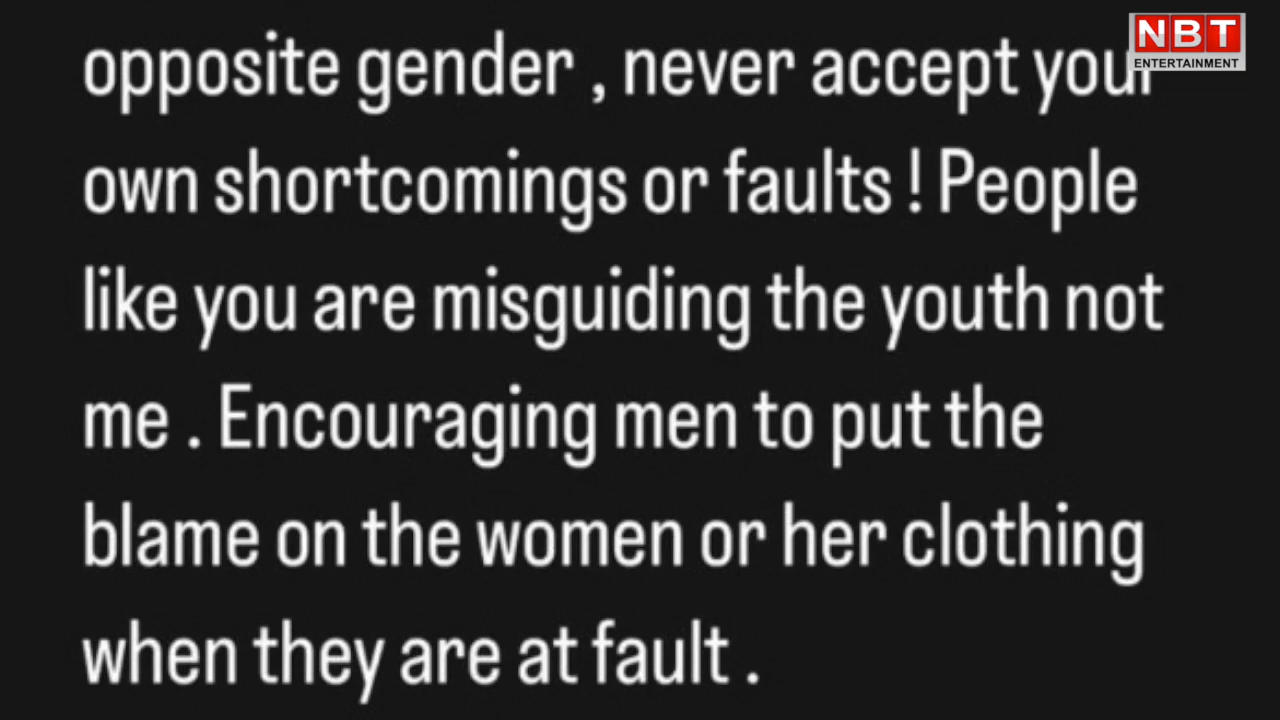 NBT
ENTERTAINMENT
opposite gender , never accept your
own shortcomings or faults ! People
like you are misguiding the youth not
me . Encouraging men to put the
blame on the women or her clothing
when they are at fault .